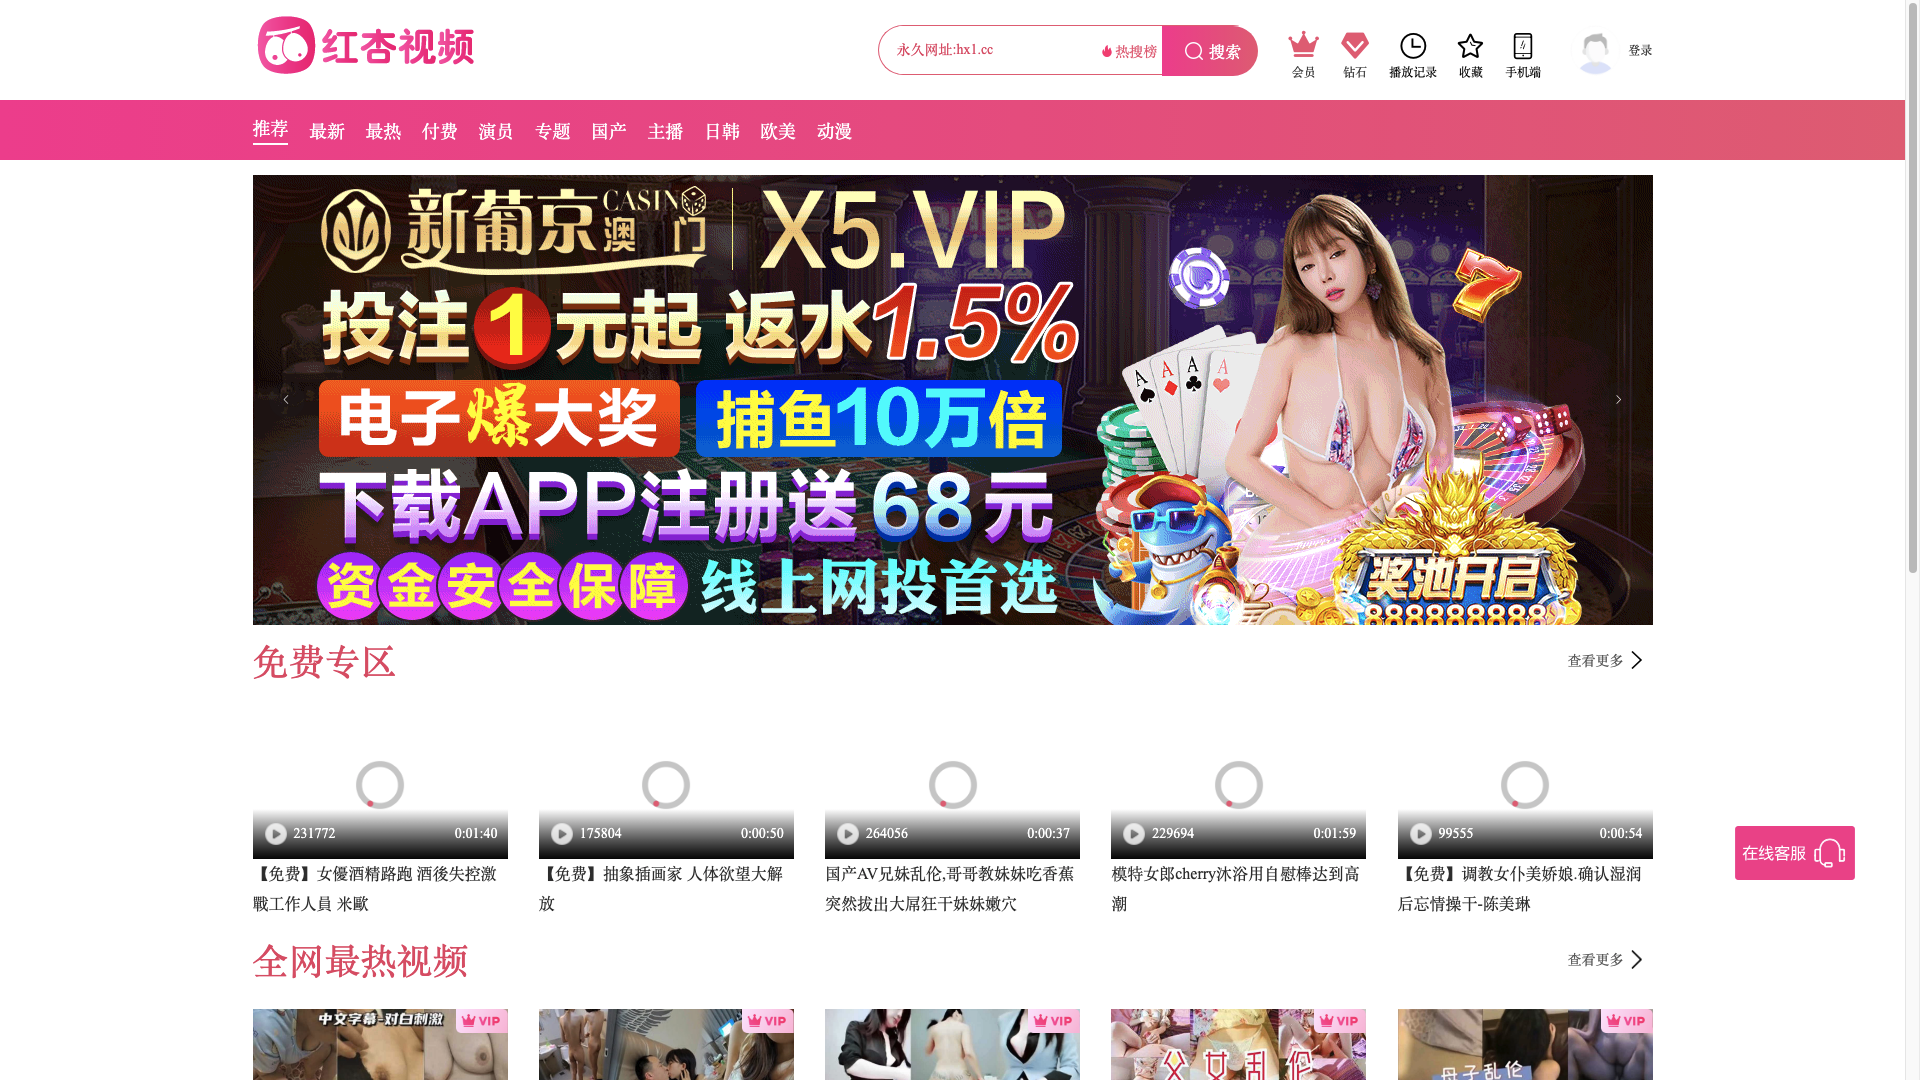 红杏视频
永久网址:hx1.cc
热搜榜
搜索
会员
钻石
播放记录
收藏
手机端
登录
推荐 最新 最热 付费 演员 专题 国产 主播 日韩 欧美 动漫
新葡京 CASINO 澳门 X5.VIP
投注1元起 返水1.5%
电子爆大奖 捕鱼10万倍
下载APP注册送68元
资金安全保障 线上网投首选
奖池开启
888888888
免费专区
查看更多
231772 0:01:40
175804 0:00:50
264056 0:00:37
229694 0:01:59
99555 0:00:54
【免费】女優酒精路跑 酒後失控激
戰工作人員 米歐
【免费】抽象插画家 人体欲望大解
放
国产AV兄妹乱伦,哥哥教妹妹吃香蕉
突然拔出大屌狂干妹妹嫩穴
模特女郎cherry沐浴用自慰棒达到高
潮
【免费】调教女仆美娇娘.确认湿润
后忘情操干-陈美琳
在线客服
全网最热视频
查看更多
中文字幕-对白刺激
VIP
VIP
VIP
VIP
父女乱伦
VIP
母子乱伦